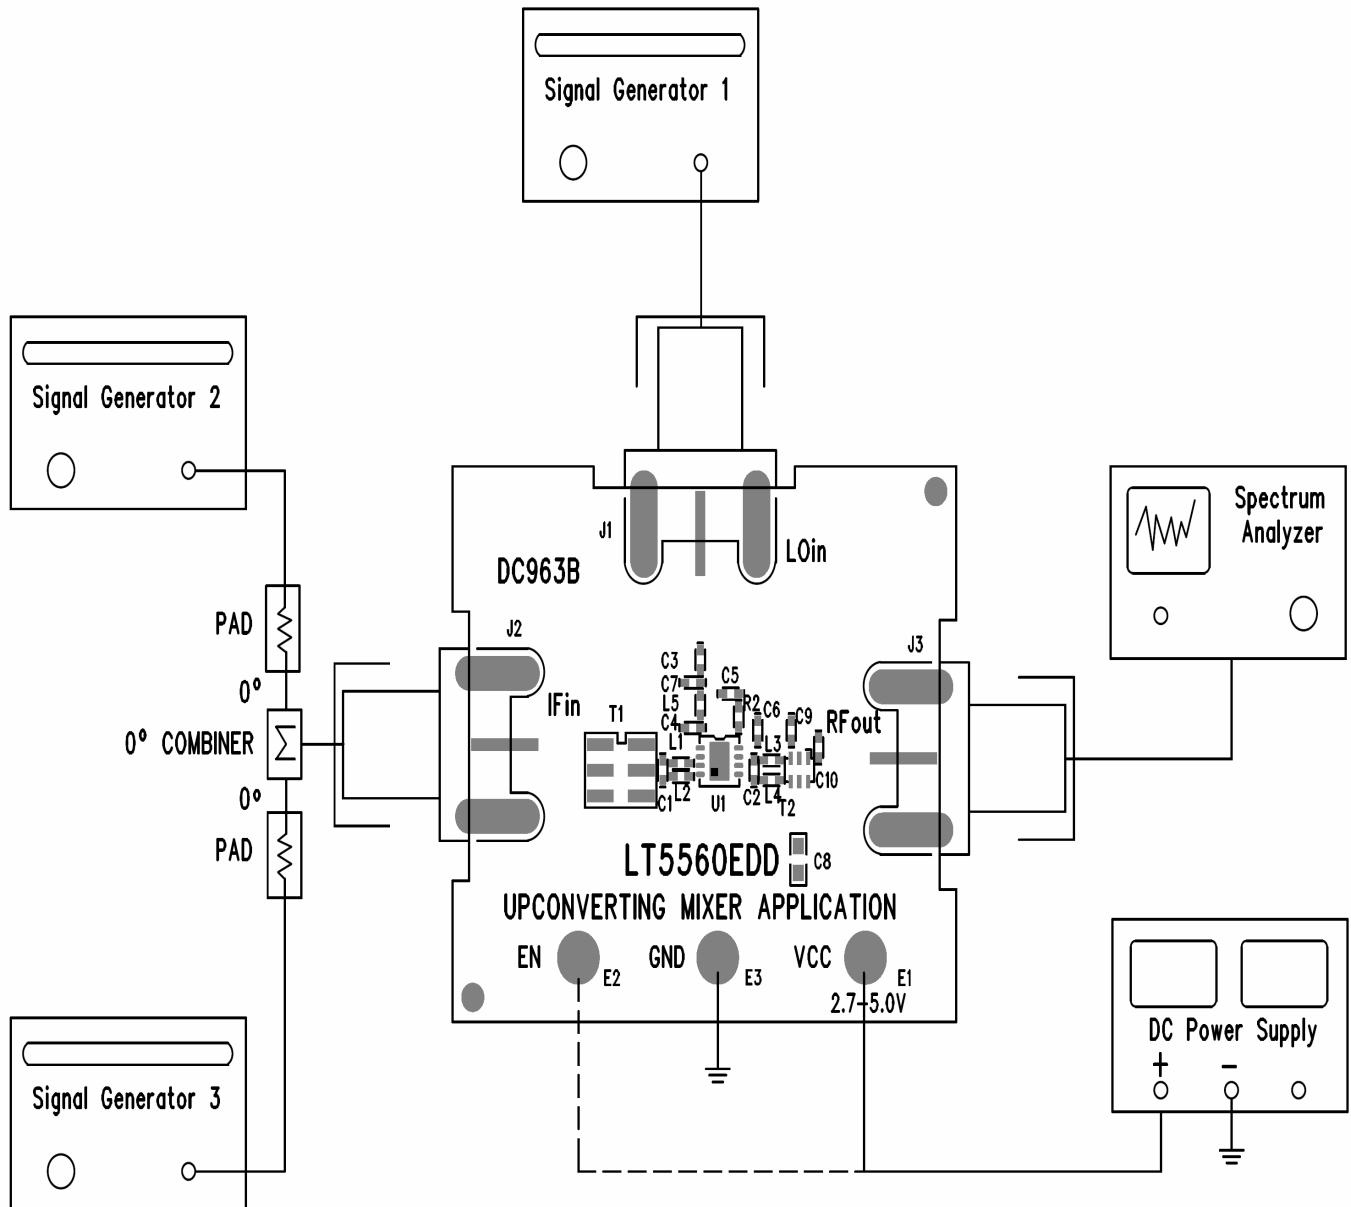 Signal Generator 1
Signal Generator 2
Spectrum
Analyzer
J1
LOin
DC963B
PAD
J2
J3
0°
IFin
C3
C7
C5
L5
R2
C6
C9
RFout
C4
T1
0° COMBINER
Σ
L1
L3
C10
0°
C1
L2
U1
C2
L4
T2
PAD
LT5560EDD
C8
UPCONVERTING MIXER APPLICATION
EN
E2
GND
E3
VCC
E1
2.7-5.0V
DC Power Supply
+ -
Signal Generator 3